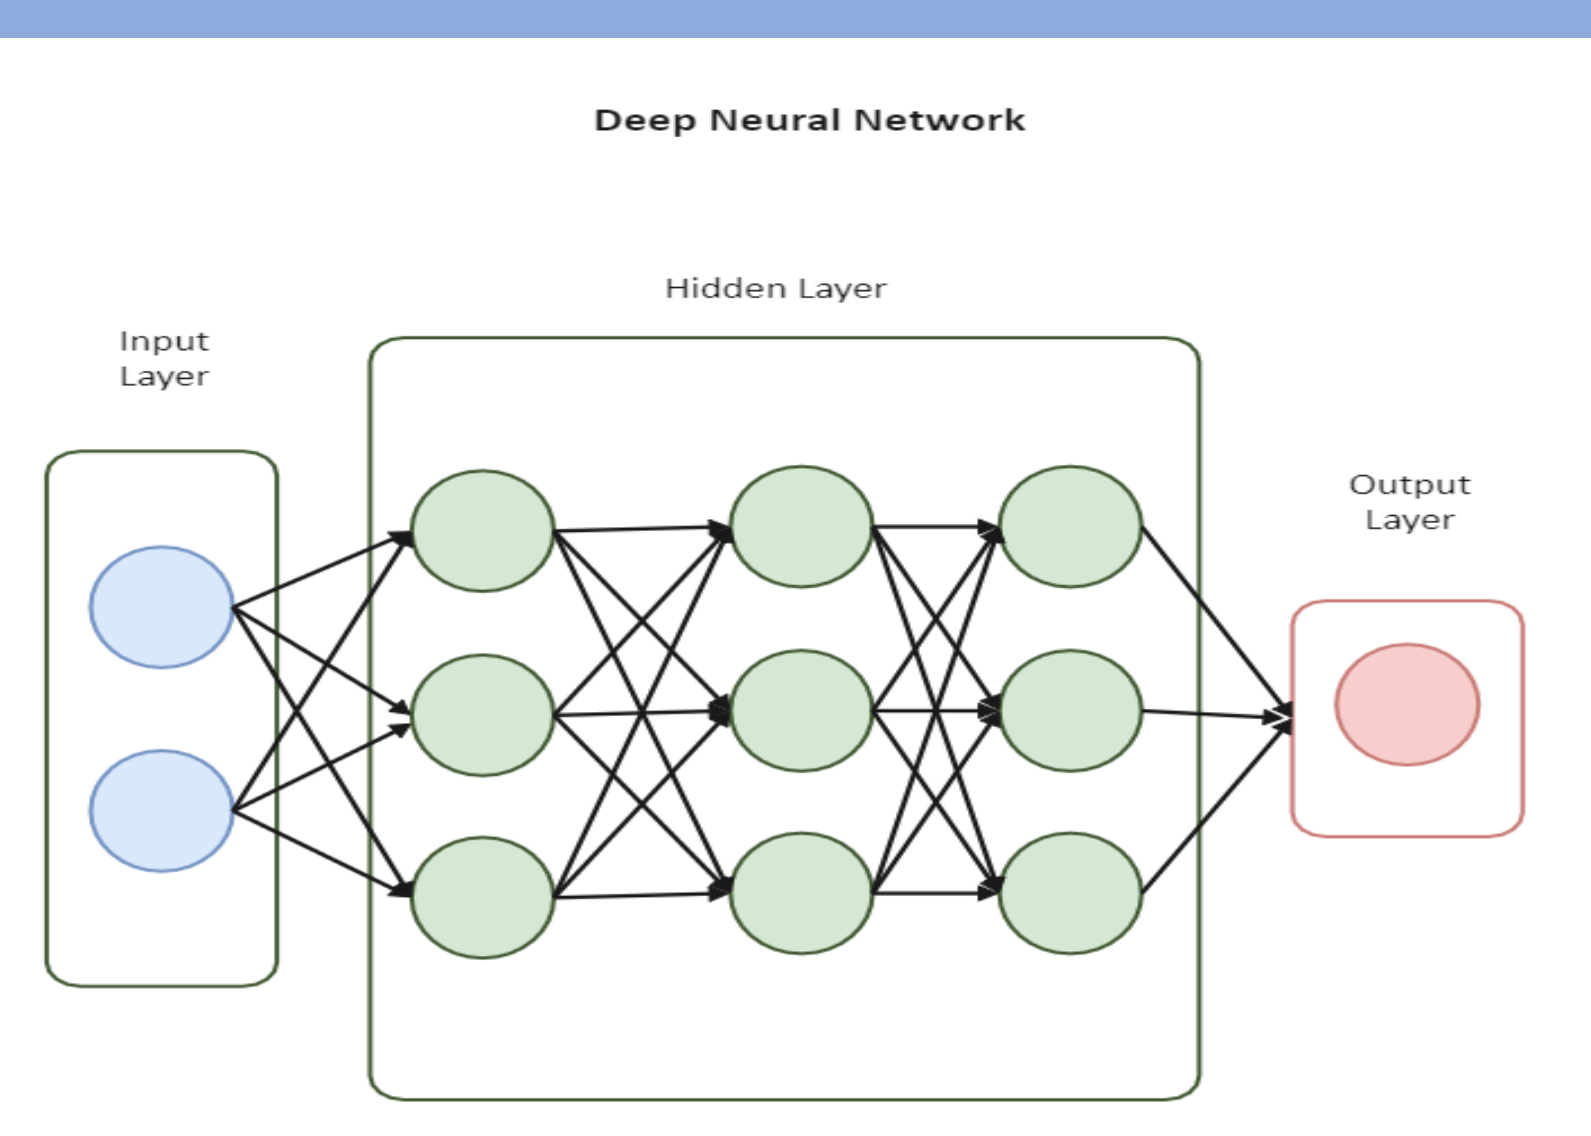 Deep Neural Network
Hidden Layer
Input
Layer
Output
Layer